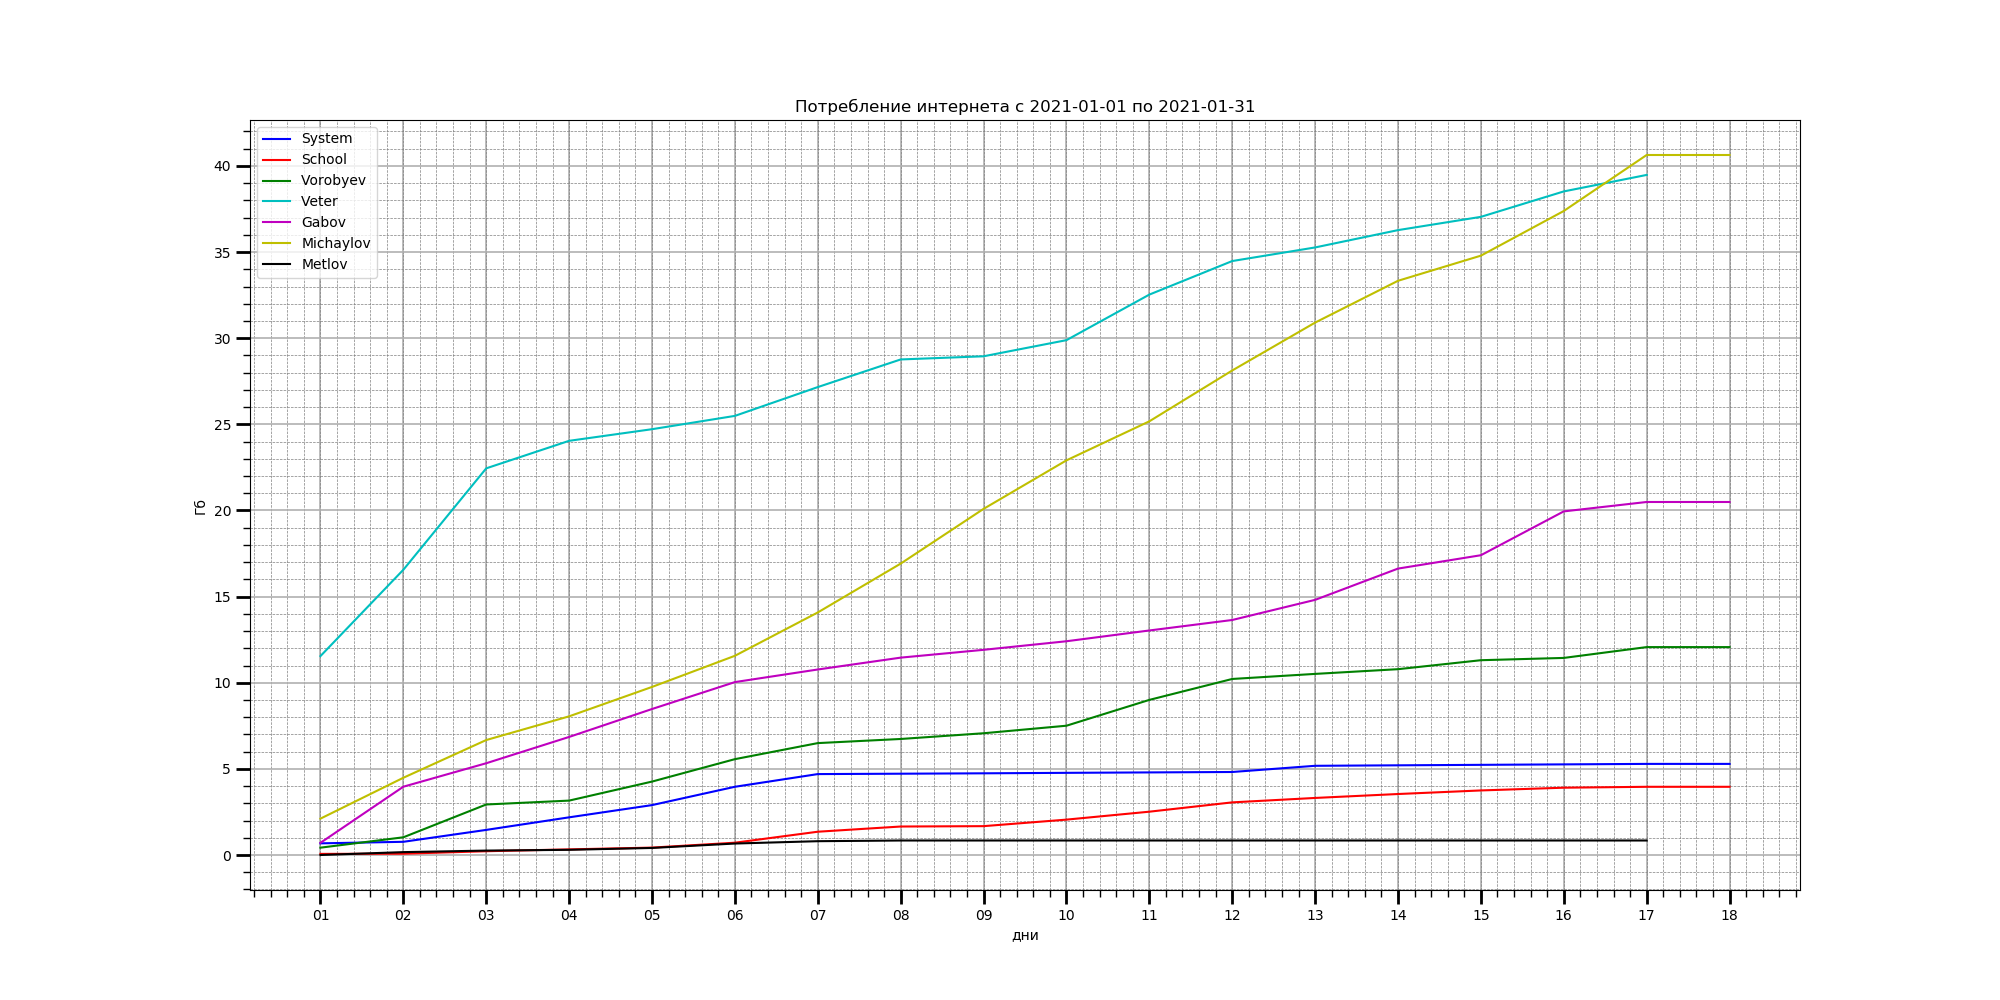 Потребление интернета с 2021-01-01 по 2021-01-31
System
School
Vorobyev
Veter
Gabov
Michaylov
Metlov
40
35
30
25
20
15
10
5
0
Гб
01 02 03 04 05 06 07 08 09 10 11 12 13 14 15 16 17 18
дни